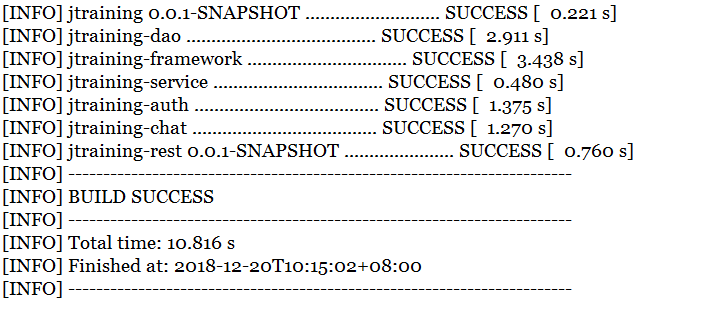 [INFO] jtraining 0.0.1-SNAPSHOT ........................... SUCCESS [  0.221 s]
[INFO] jtraining-dao ...................................... SUCCESS [  2.911 s]
[INFO] jtraining-framework ................................ SUCCESS [  3.438 s]
[INFO] jtraining-service .................................. SUCCESS [  0.480 s]
[INFO] jtraining-auth ..................................... SUCCESS [  1.375 s]
[INFO] jtraining-chat ..................................... SUCCESS [  1.270 s]
[INFO] jtraining-rest 0.0.1-SNAPSHOT ...................... SUCCESS [  0.760 s]
[INFO] ------------------------------------------------------------------------
[INFO] BUILD SUCCESS
[INFO] ------------------------------------------------------------------------
[INFO] Total time: 10.816 s
[INFO] Finished at: 2018-12-20T10:15:02+08:00
[INFO] ------------------------------------------------------------------------